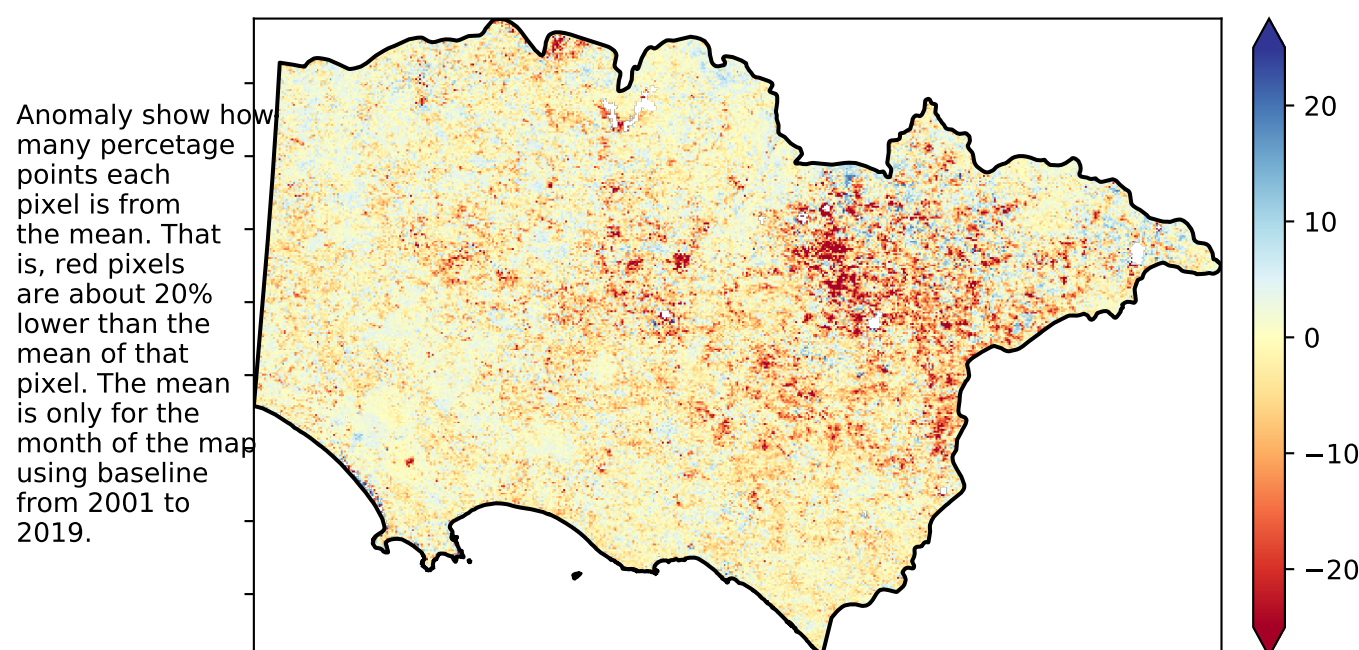 Anomaly show how
many percetage
points each
pixel is from
the mean. That
is, red pixels
are about 20%
lower than the
mean of that
pixel. The mean
is only for the
month of the map
using baseline
from 2001 to
2019.
20
10
0
−10
−20